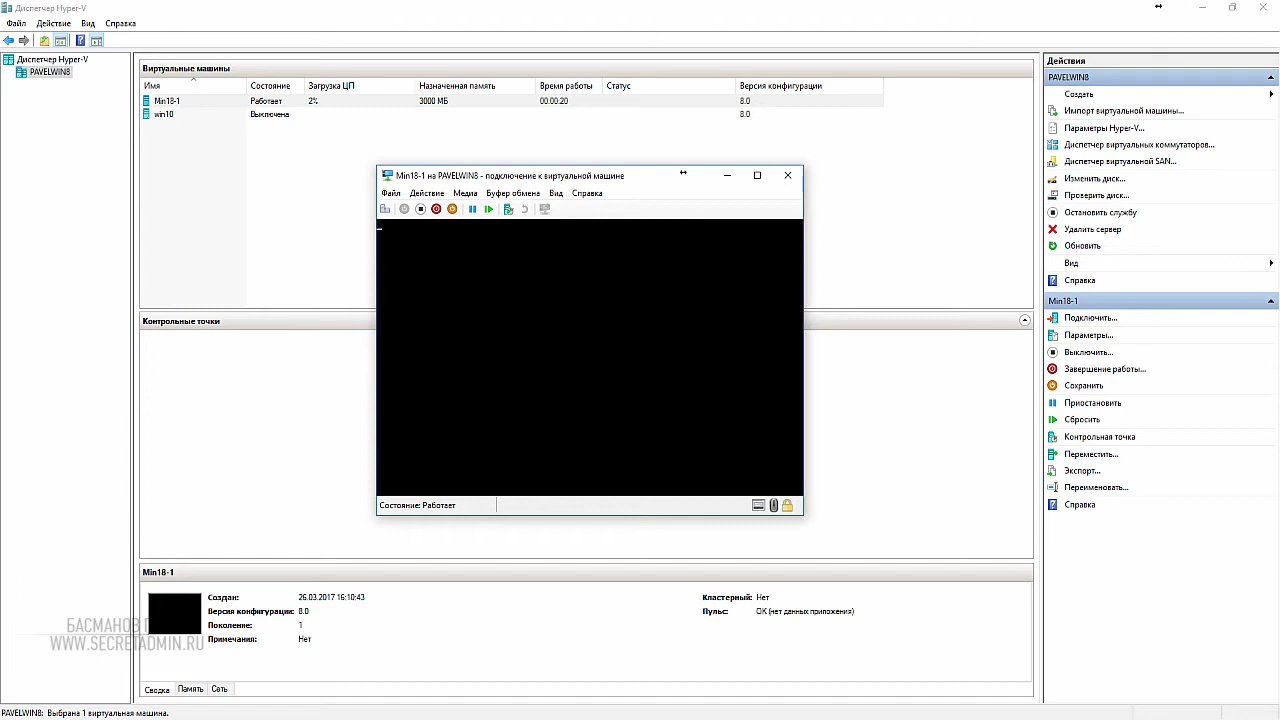 Диспетчер Hyper-V
Файл Действие Вид Справка
Диспетчер Hyper-V
PAVELWIN8
Виртуальные машины
Имя Состояние Загрузка ЦП Назначенная память Время работы Статус Версия конфигурации
Min18-1 Работает 2% 3000 МБ 00:00:20 8.0
win10 Выключена 8.0
Min18-1 на PAVELWIN8 - подключение к виртуальной машине
Файл Действие Медиа Буфер обмена Вид Справка
Состояние: Работает
Контрольные точки
Min18-1
Создан: 26.03.2017 16:10:43
Версия конфигурации: 8.0
Поколение: 1
Примечания: Нет
Кластерный: Нет
Пульс: ОК (нет данных приложения)
БАСМАНОВ
WWW.SECRETADMIN.RU
Сводка Память Сеть
Действия
PAVELWIN8
Создать
Импорт виртуальной машины...
Параметры Hyper-V...
Диспетчер виртуальных коммутаторов...
Диспетчер виртуальной SAN...
Изменить диск...
Проверить диск...
Остановить службу
Удалить сервер
Обновить
Вид
Справка
Min18-1
Подключить...
Параметры...
Выключить...
Завершение работы...
Сохранить
Приостановить
Сбросить
Контрольная точка
Переместить...
Экспорт...
Переименовать...
Справка
PAVELWIN8: Выбрана 1 виртуальная машина.